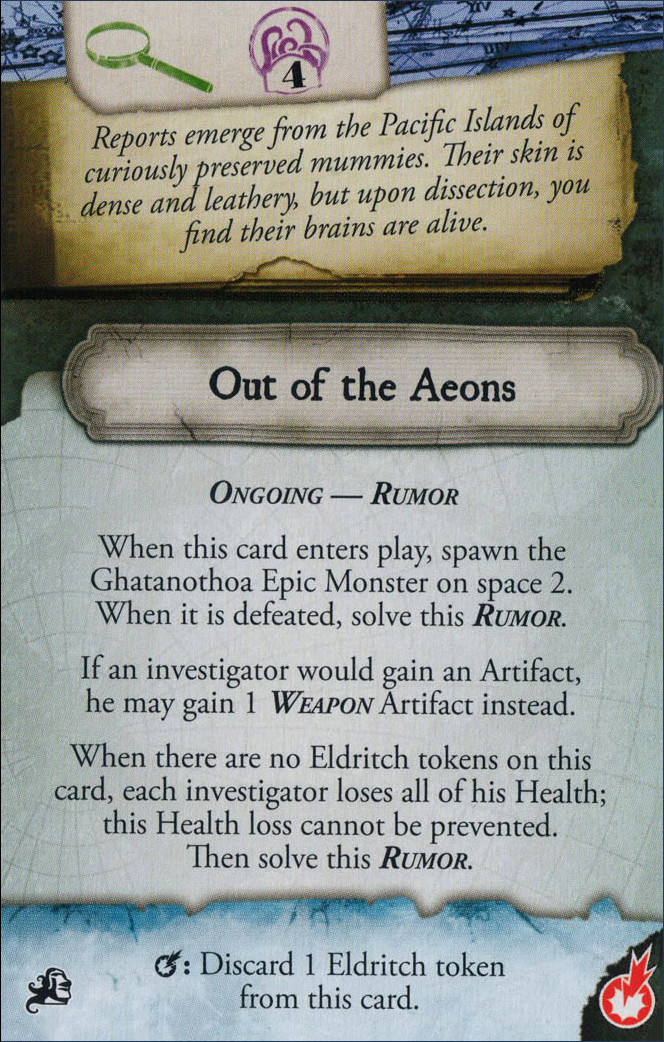 4
Reports emerge from the Pacific Islands of
curiously preserved mummies. Their skin is
dense and leathery, but upon dissection, you
find their brains are alive.
Out of the Aeons
ONGOING — RUMOR
When this card enters play, spawn the
Ghatanothoa Epic Monster on space 2.
When it is defeated, solve this RUMOR.
If an investigator would gain an Artifact,
he may gain 1 WEAPON Artifact instead.
When there are no Eldritch tokens on this
card, each investigator loses all of his Health;
this Health loss cannot be prevented.
Then solve this RUMOR.
: Discard 1 Eldritch token
from this card.